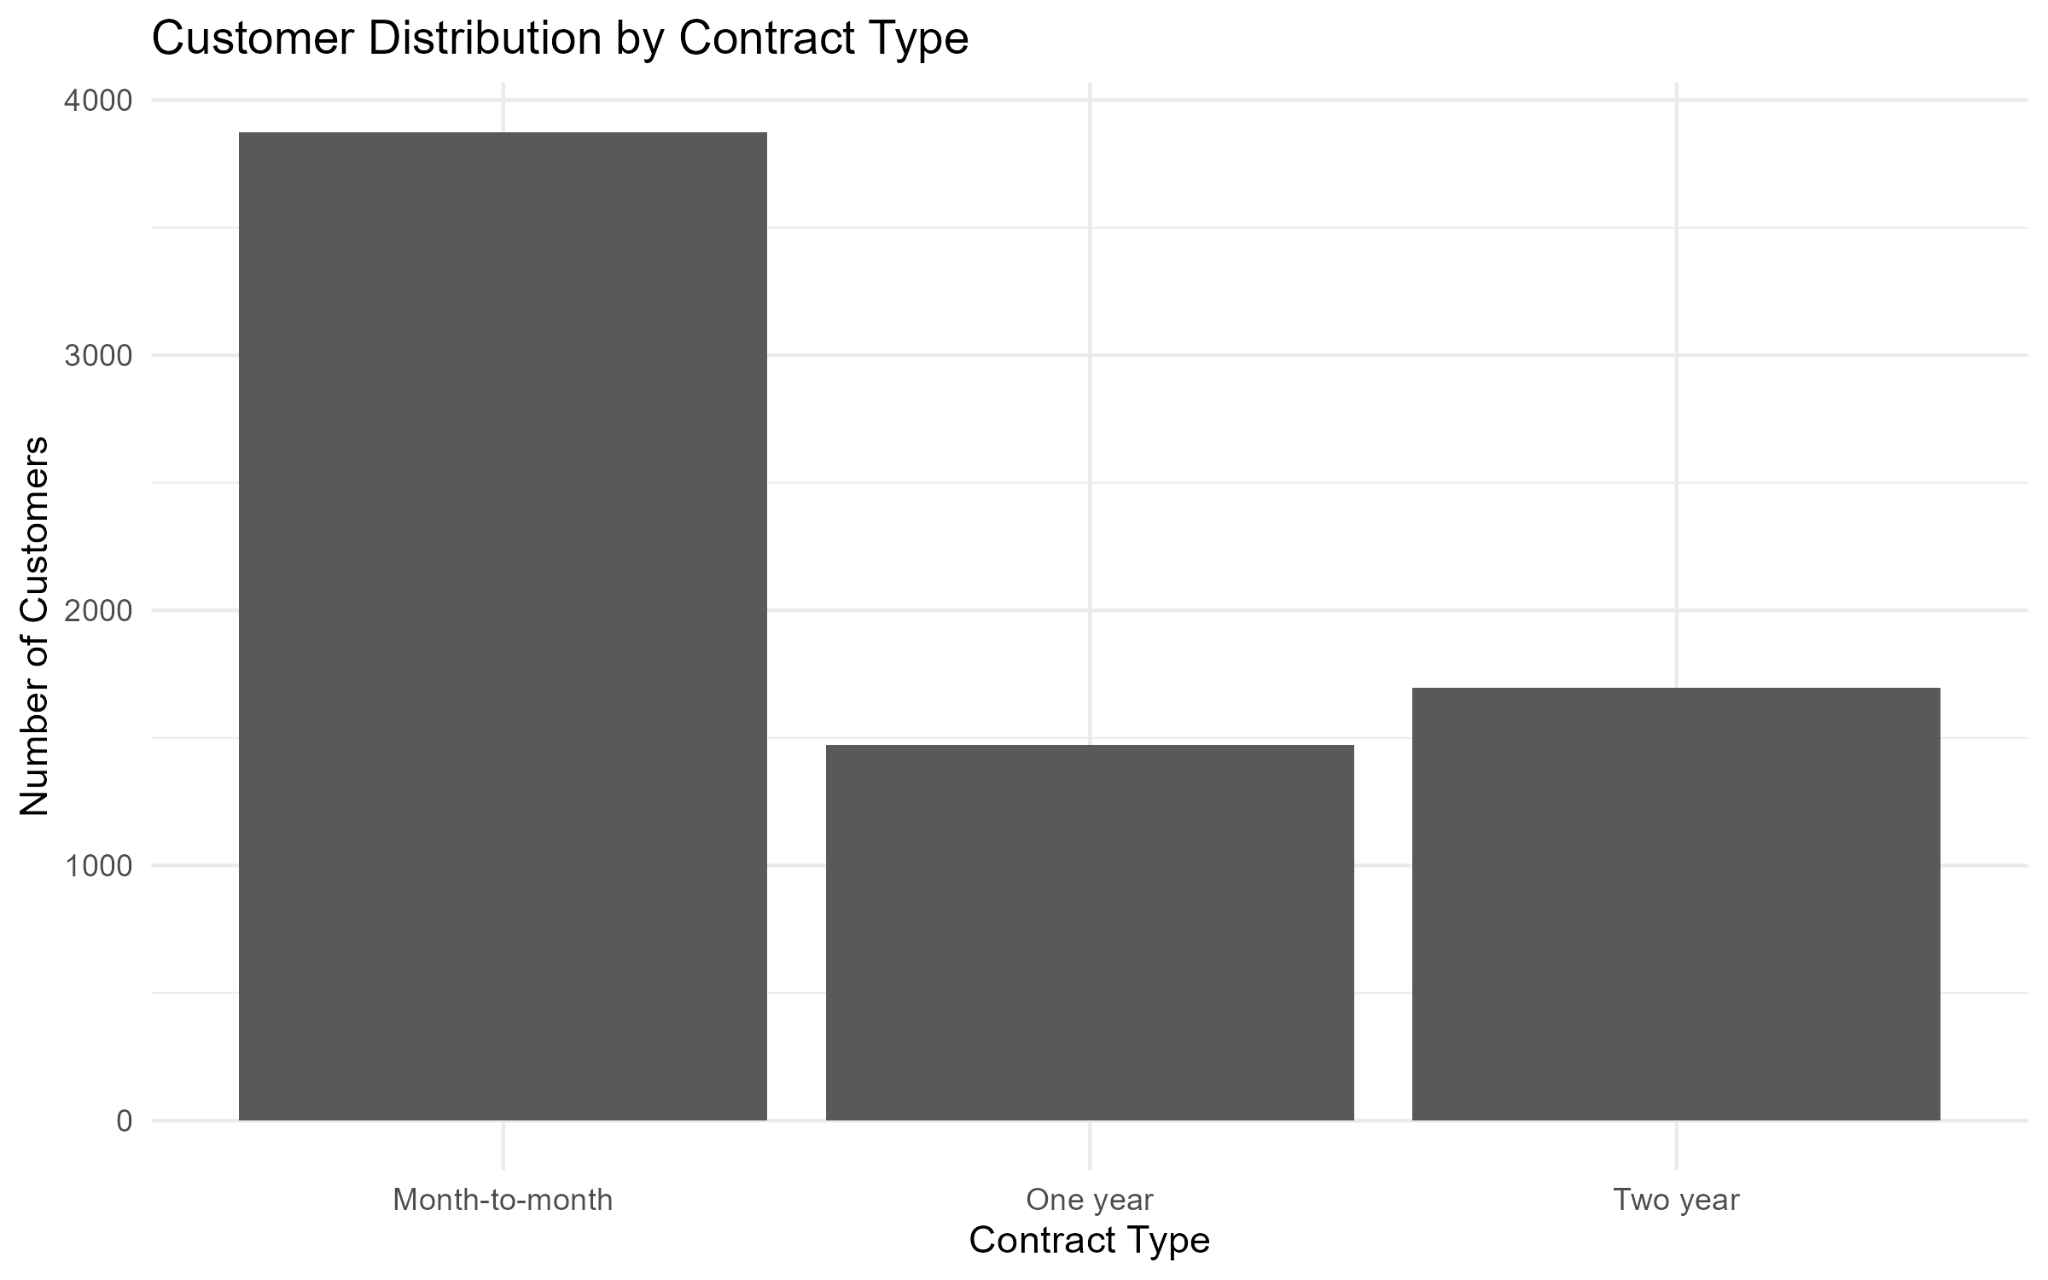 Customer Distribution by Contract Type
4000
3000
2000
1000
0
Number of Customers
Month-to-month
One year
Two year
Contract Type